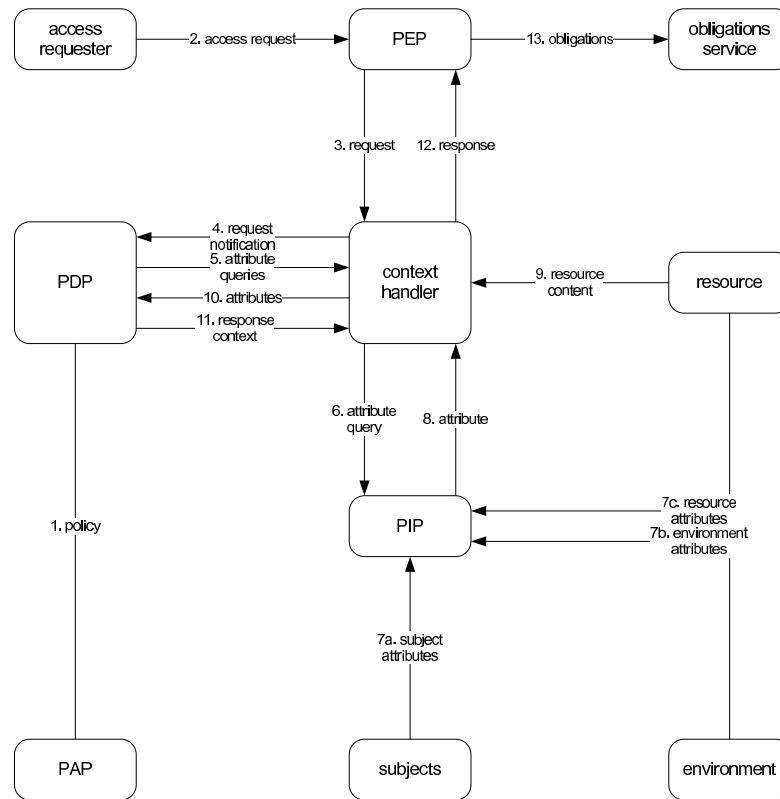 access
requester
2. access request
PEP
13. obligations
obligations
service
3. request
12. response
4. request
notification
5. attribute
queries
PDP
context
handler
10. attributes
11. response
context
9. resource
content
resource
6. attribute
query
8. attribute
1. policy
PIP
7c. resource
attributes
7b. environment
attributes
7a. subject
attributes
PAP
subjects
environment